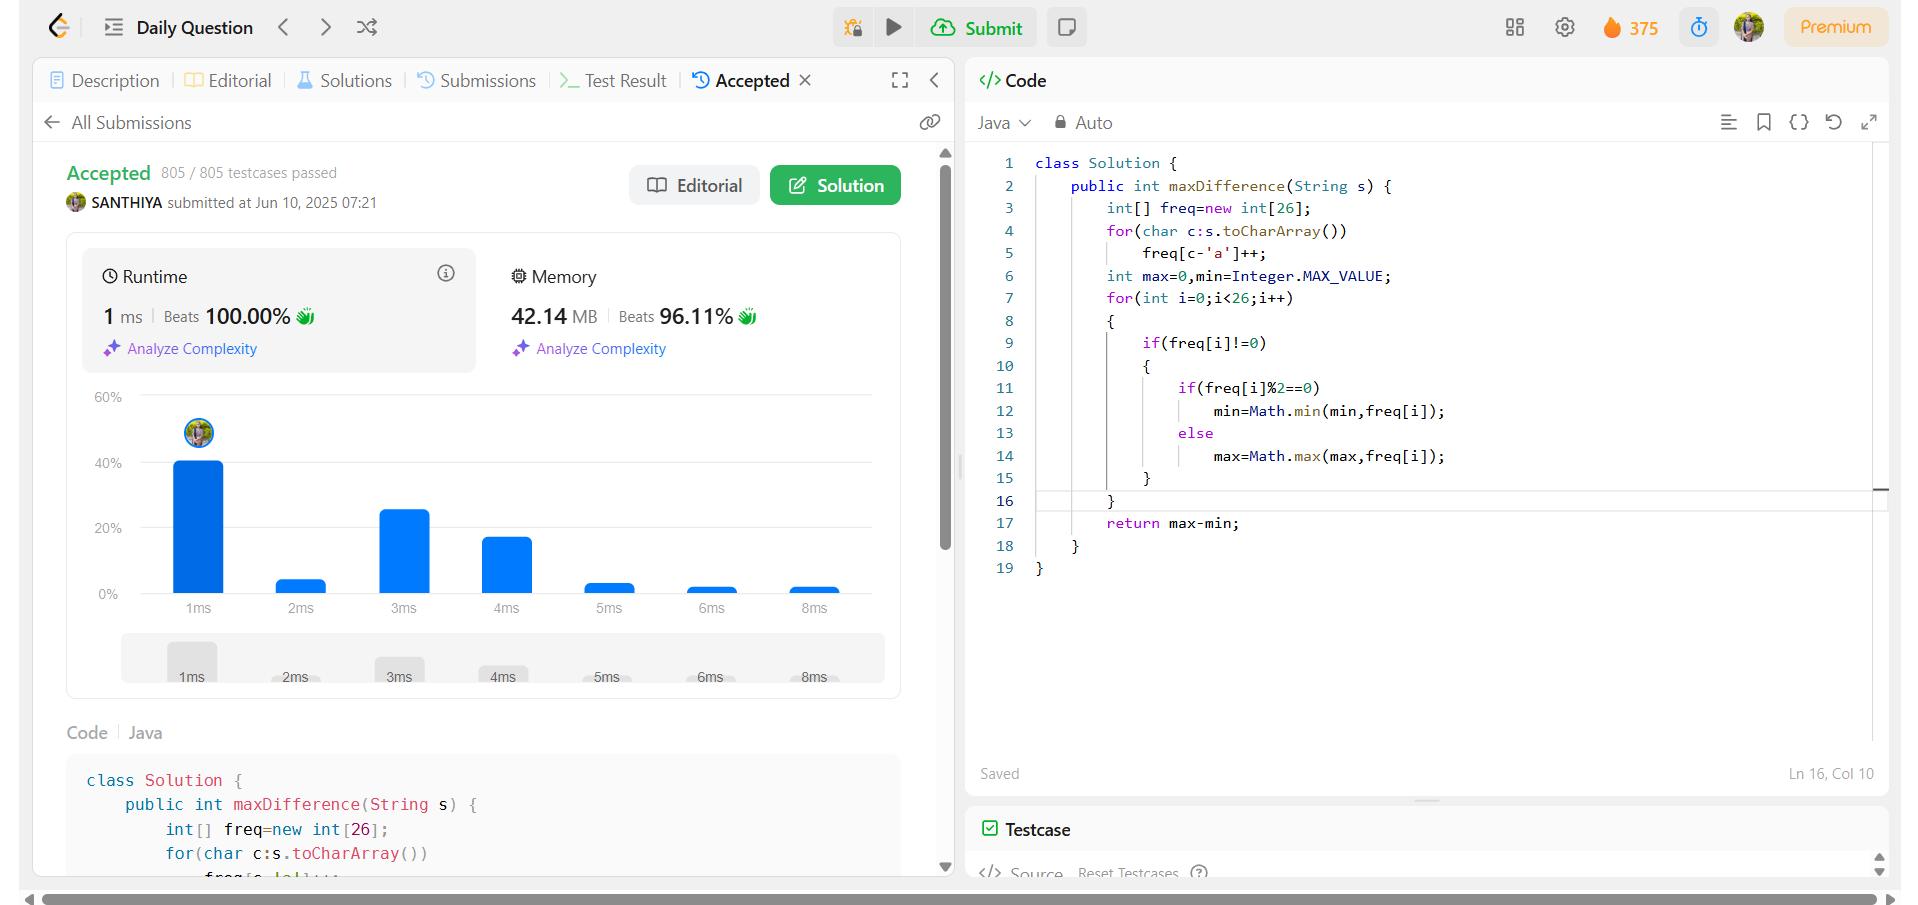 Daily Question
Submit
375
Premium
Description
Editorial
Solutions
Submissions
Test Result
Accepted
All Submissions
Accepted 805 / 805 testcases passed
SANTHIYA submitted at Jun 10, 2025 07:21
Editorial
Solution
Runtime
1 ms Beats 100.00%
Analyze Complexity
Memory
42.14 MB Beats 96.11%
Analyze Complexity
60%
40%
20%
0%
1ms 2ms 3ms 4ms 5ms 6ms 8ms
1ms 2ms 3ms 4ms 5ms 6ms 8ms
Code Java
class Solution {
public int maxDifference(String s) {
int[] freq=new int[26];
for(char c:s.toCharArray())
</> Code
Java Auto
1 class Solution {
2 public int maxDifference(String s) {
3 int[] freq=new int[26];
4 for(char c:s.toCharArray())
5 freq[c-'a']++;
6 int max=0,min=Integer.MAX_VALUE;
7 for(int i=0;i<26;i++)
8 {
9 if(freq[i]!=0)
10 {
11 if(freq[i]%2==0)
12 min=Math.min(min,freq[i]);
13 else
14 max=Math.max(max,freq[i]);
15 }
16 }
17 return max-min;
18 }
19 }
Saved
Ln 16, Col 10
Testcase
</> Source Reset Testcases ?